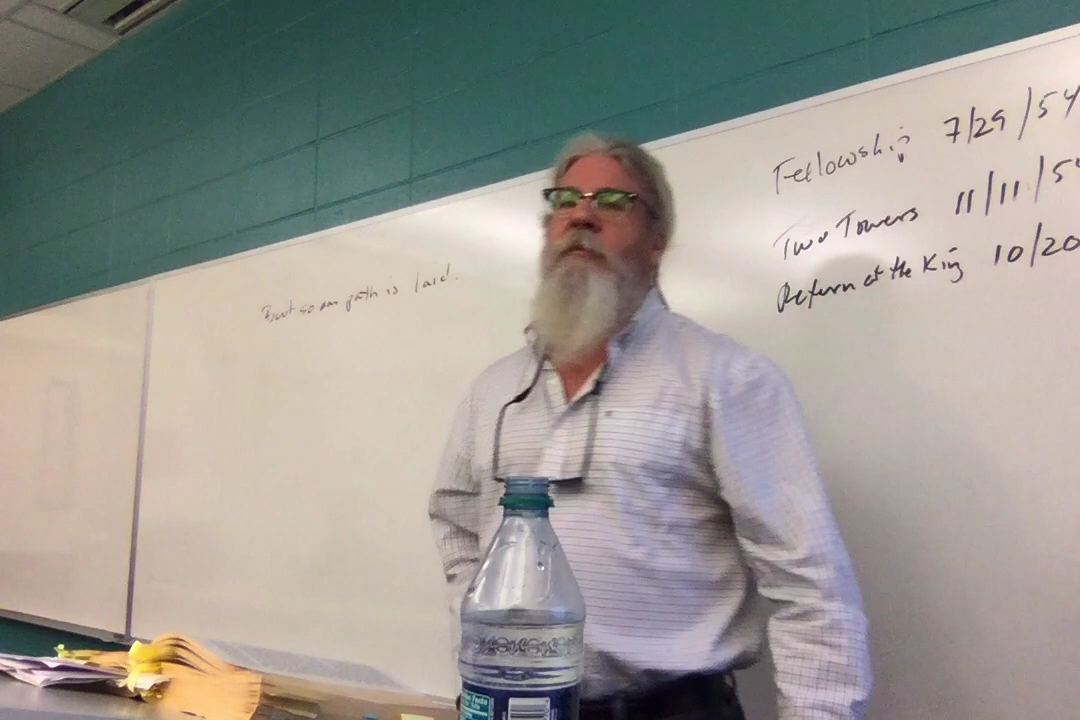 But so our path is laid.
Fellowship 7/29/54
Two Towers 11/11/54
Return of the King 10/20